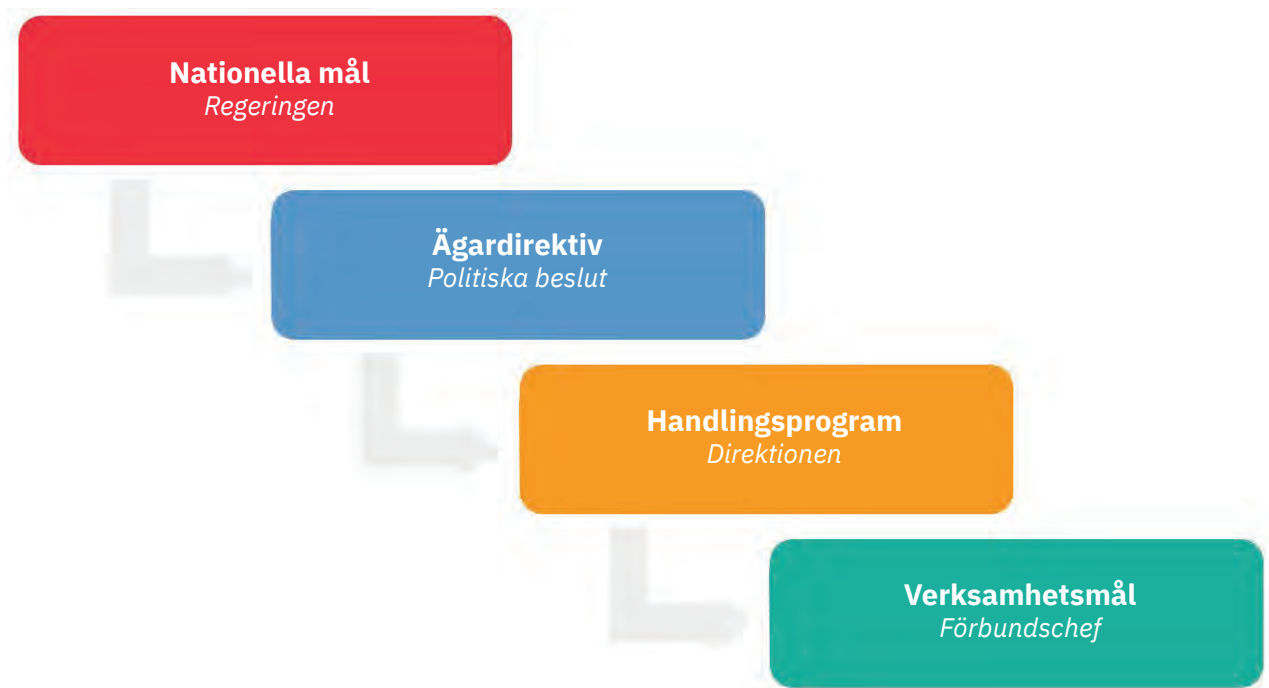 Nationella mål
Regeringen
Ägardirektiv
Politiska beslut
Handlingsprogram
Direktionen
Verksamhetsmål
Förbundschef